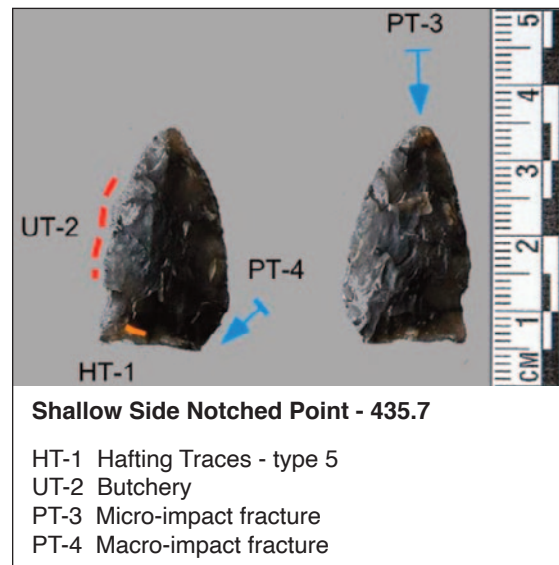 PT-3
UT-2
PT-4
HT-1
5
4
3
2
1
CM
Shallow Side Notched Point - 435.7
HT-1 Hafting Traces - type 5
UT-2 Butchery
PT-3 Micro-impact fracture
PT-4 Macro-impact fracture